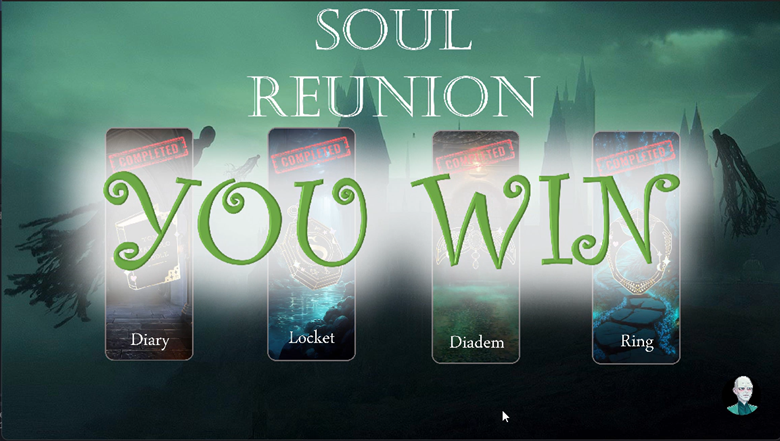 SOUL
REUNION
COMPLETED COMPLETED COMPLETED COMPLETED
YOU WIN
Diary Locket Diadem Ring